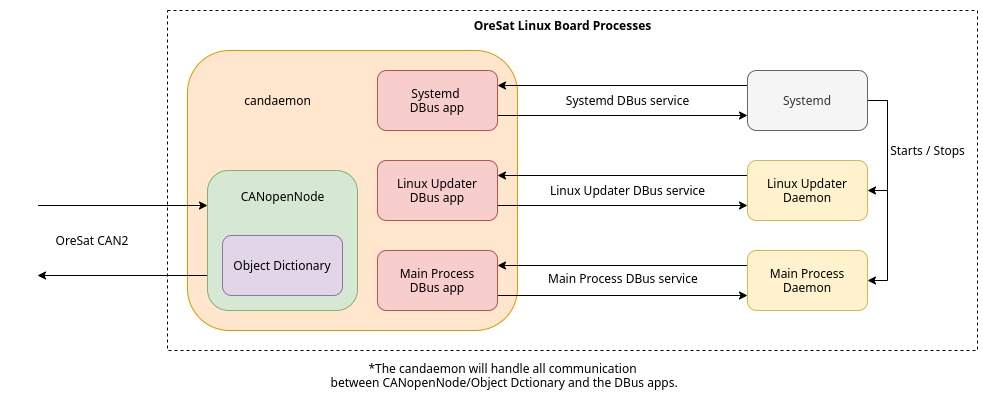 OreSat Linux Board Processes
candaemon
Systemd
DBus app
Systemd DBus service
Systemd
Starts / Stops
Linux Updater
DBus app
Linux Updater DBus service
Linux Updater
Daemon
CANopenNode
OreSat CAN2
Object Dictionary
Main Process
DBus app
Main Process DBus service
Main Process
Daemon
*The candaemon will handle all communication
between CANopenNode/Object Dctionary and the DBus apps.